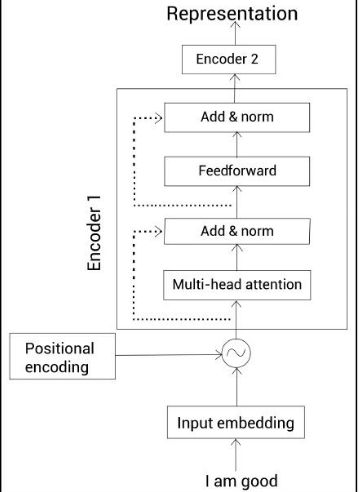 Representation
Encoder 2
Add & norm
Feedforward
Encoder 1
Add & norm
Multi-head attention
Positional
encoding
Input embedding
I am good